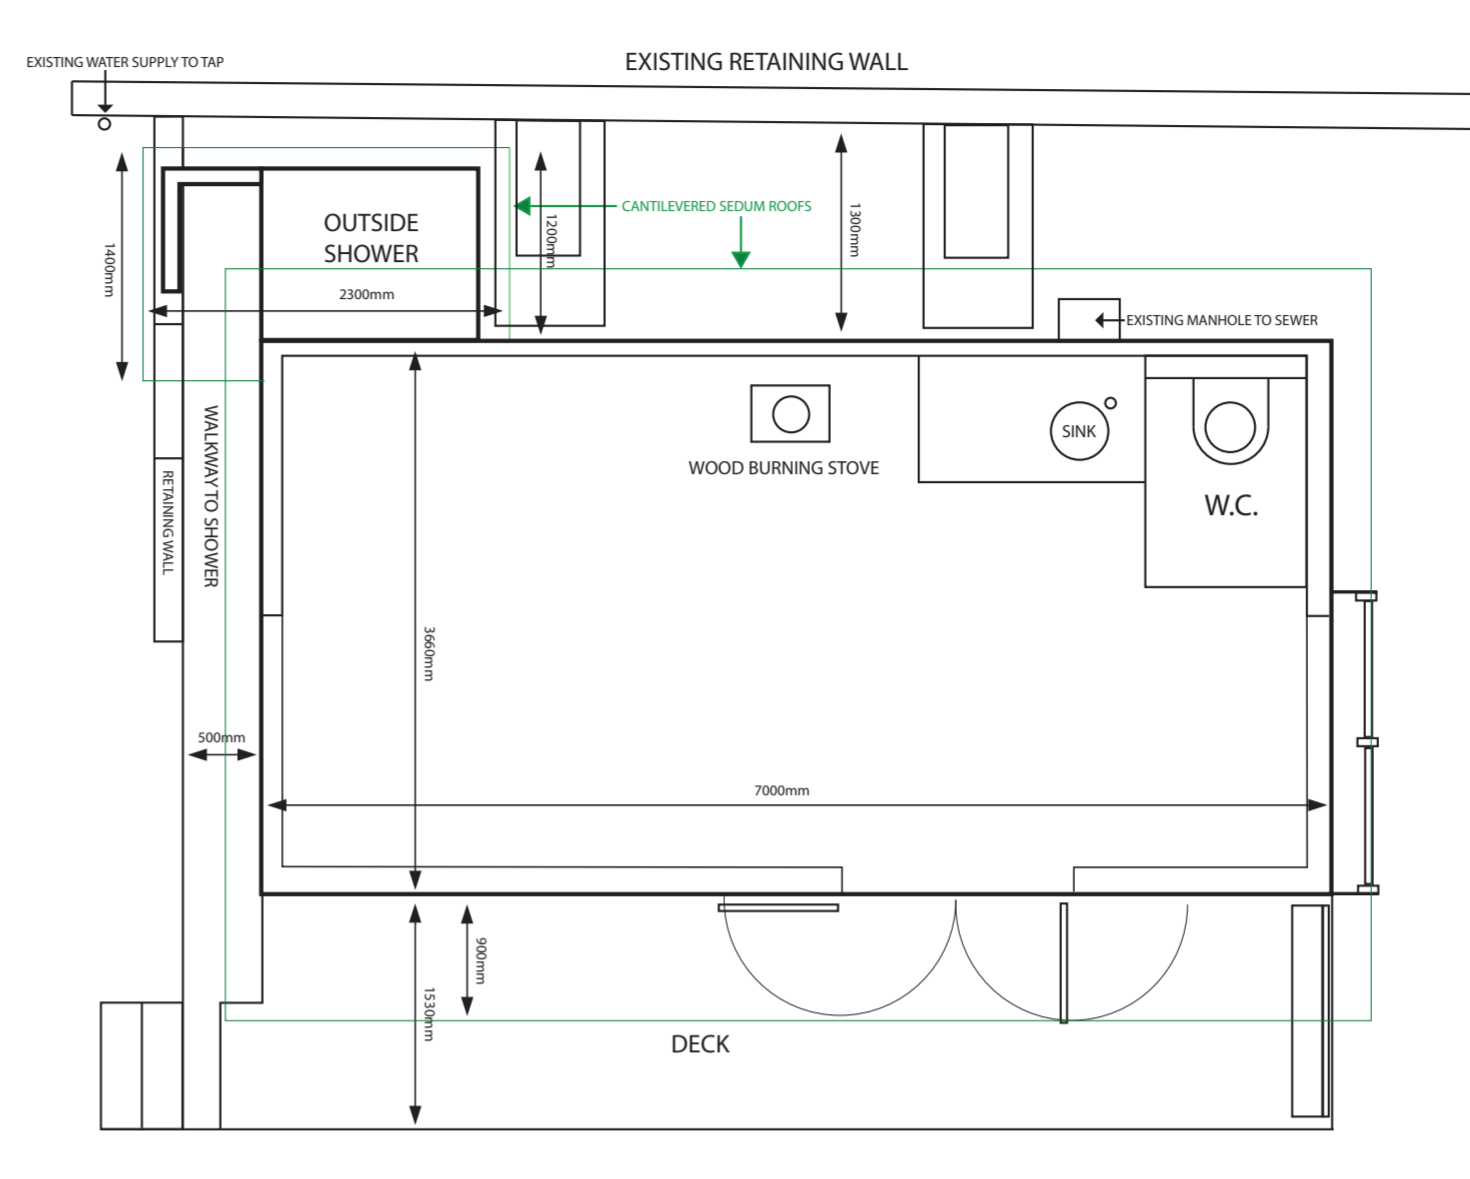 EXISTING WATER SUPPLY TO TAP
EXISTING RETAINING WALL
CANTILEVERED SEDUM ROOFS
OUTSIDE
SHOWER
1200mm
1300mm
1400mm
2300mm
EXISTING MANHOLE TO SEWER
SINK
WOOD BURNING STOVE
W.C.
WALKWAY TO SHOWER
RETAINING WALL
3660mm
500mm
7000mm
900mm
1530mm
DECK